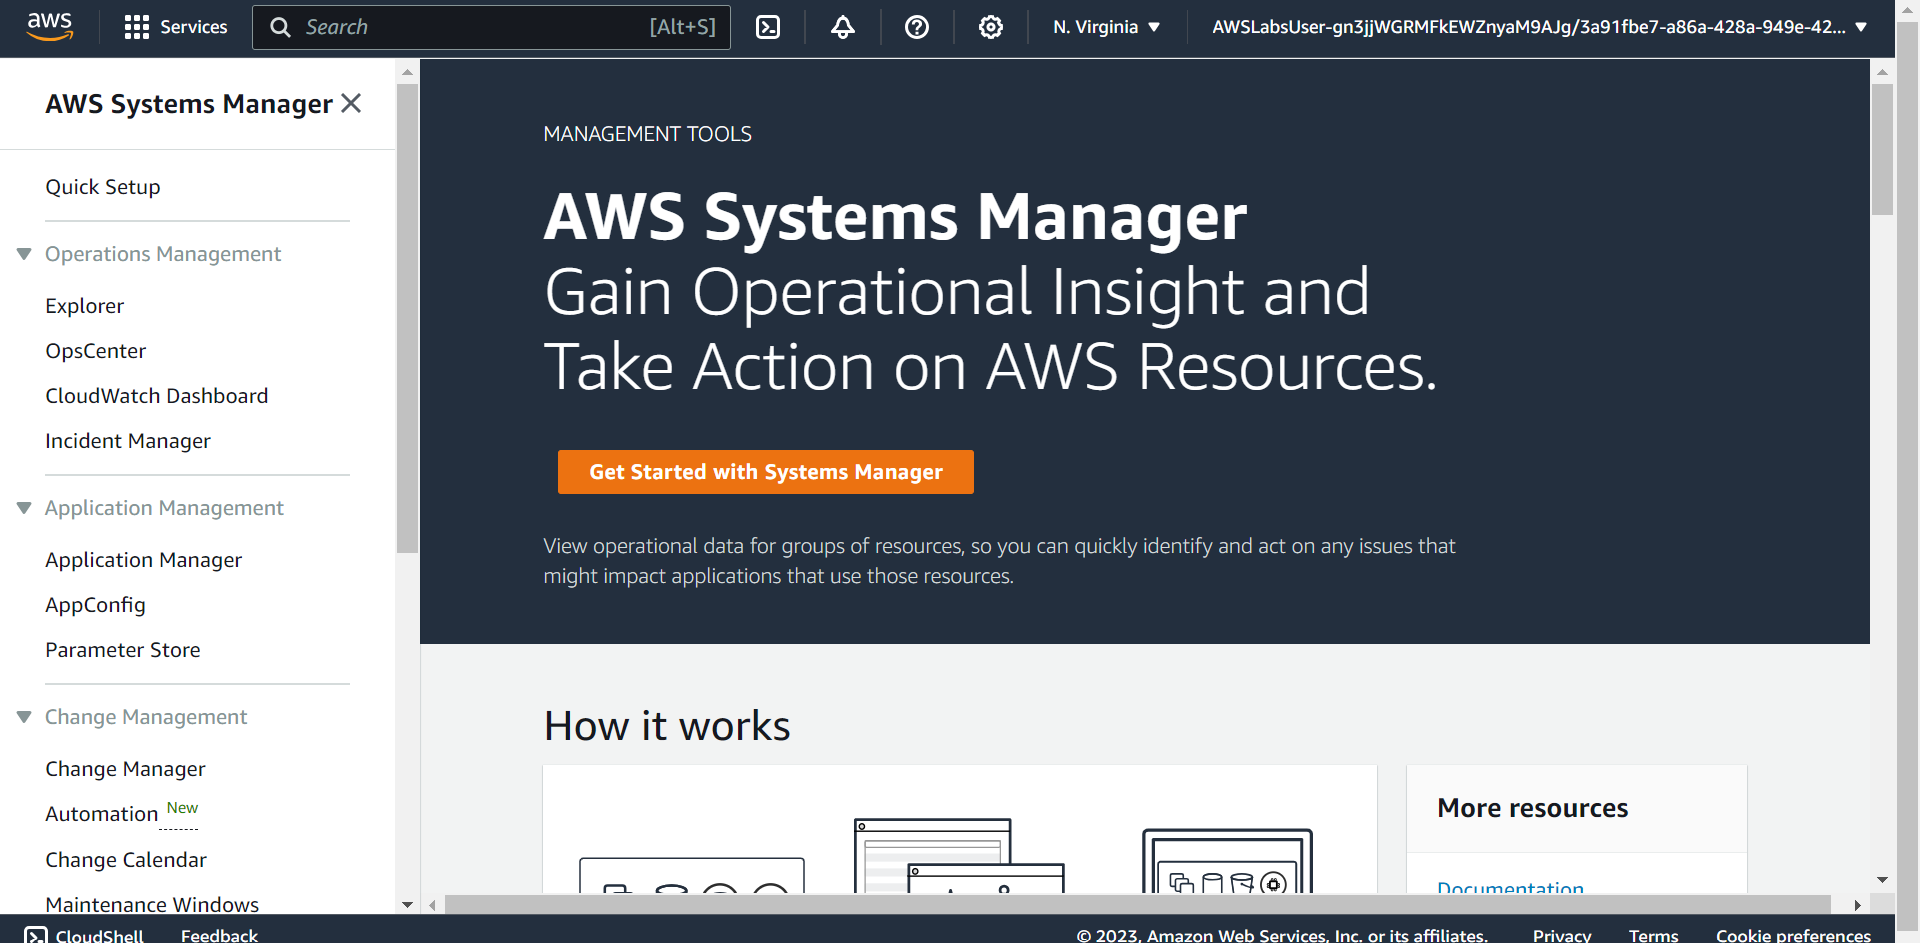 aws
Services
Search
[Alt+S]
N. Virginia
AWSLabsUser-gn3jjWGRMFkEWZnyaM9AJg/3a91fbe7-a86a-428a-949e-42...
AWS Systems Manager
Quick Setup
Operations Management
Explorer
OpsCenter
CloudWatch Dashboard
Incident Manager
Application Management
Application Manager
AppConfig
Parameter Store
Change Management
Change Manager
Automation New
Change Calendar
Maintenance Windows
MANAGEMENT TOOLS
AWS Systems Manager
Gain Operational Insight and
Take Action on AWS Resources.
Get Started with Systems Manager
View operational data for groups of resources, so you can quickly identify and act on any issues that
might impact applications that use those resources.
How it works
More resources
Documentation
CloudShell
Feedback
© 2023, Amazon Web Services, Inc. or its affiliates.
Privacy
Terms
Cookie preferences